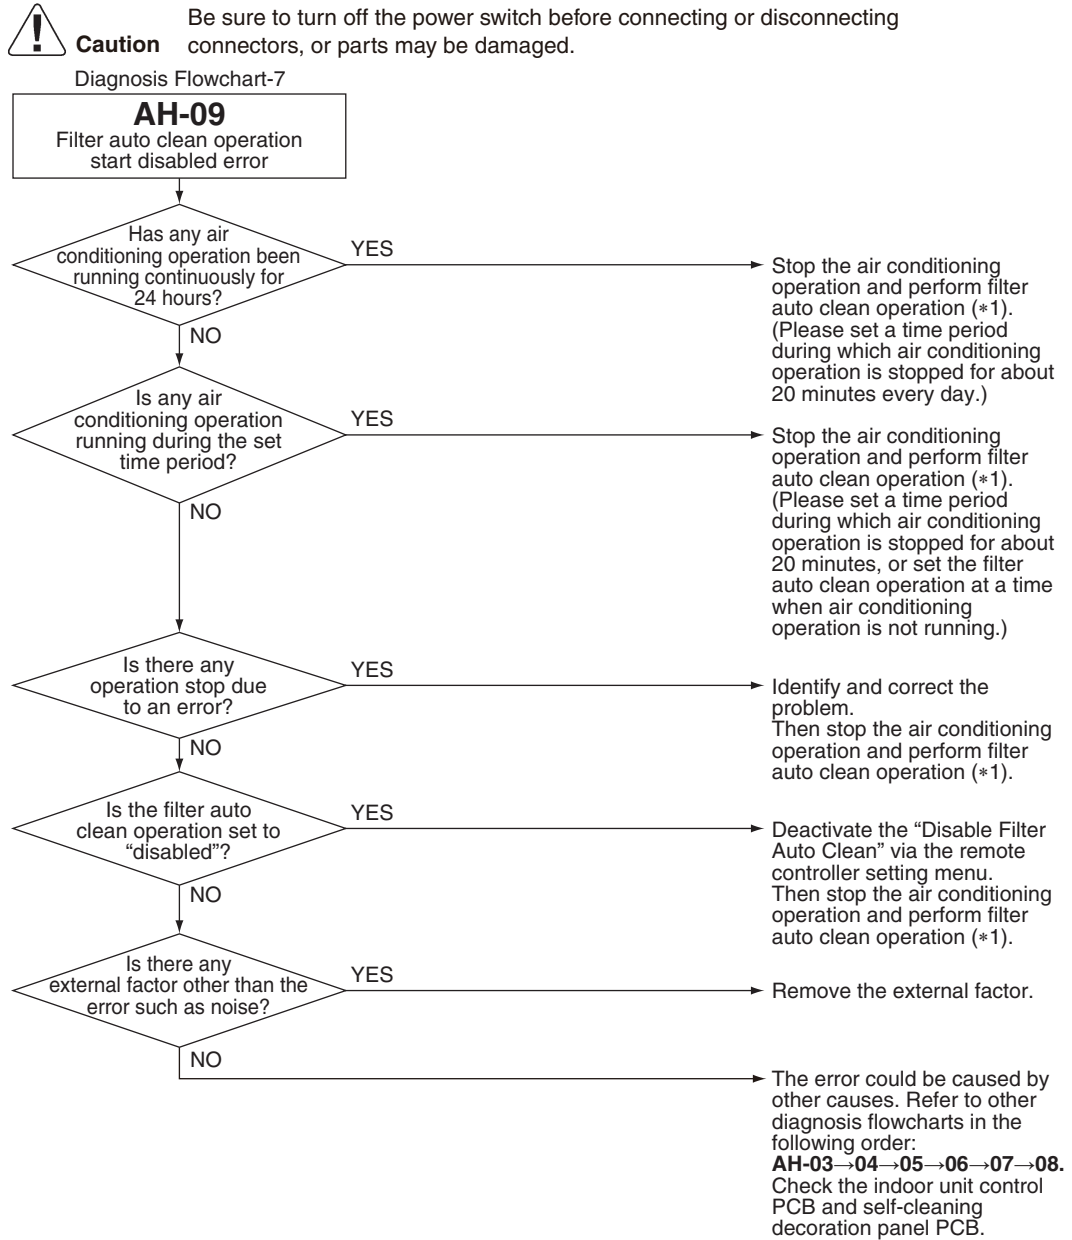 Be sure to turn off the power switch before connecting or disconnecting
Caution connectors, or parts may be damaged.
Diagnosis Flowchart-7
AH-09
Filter auto clean operation
start disabled error
Has any air
conditioning operation been
running continuously for
24 hours?
YES
Stop the air conditioning
operation and perform filter
auto clean operation (*1).
(Please set a time period
during which air conditioning
operation is stopped for about
20 minutes every day.)
NO
Is any air
conditioning operation
running during the set
time period?
YES
Stop the air conditioning
operation and perform filter
auto clean operation (*1).
(Please set a time period
during which air conditioning
operation is stopped for about
20 minutes, or set the filter
auto clean operation at a time
when air conditioning
operation is not running.)
NO
Is there any
operation stop due
to an error?
YES
Identify and correct the
problem.
Then stop the air conditioning
operation and perform filter
auto clean operation (*1).
NO
Is the filter auto
clean operation set to
“disabled”?
YES
Deactivate the “Disable Filter
Auto Clean” via the remote
controller setting menu.
Then stop the air conditioning
operation and perform filter
auto clean operation (*1).
NO
Is there any
external factor other than the
error such as noise?
YES
Remove the external factor.
NO
The error could be caused by
other causes. Refer to other
diagnosis flowcharts in the
following order:
AH-03→04→05→06→07→08.
Check the indoor unit control
PCB and self-cleaning
decoration panel PCB.